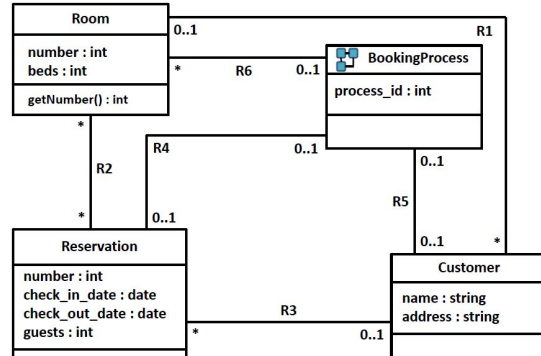 Room
number : int
beds : int
getNumber() : int
0..1
R1
BookingProcess
process_id : int
*
R6
0..1
*
R2
*
R4
0..1
0..1
0..1
R5
0..1
*
Reservation
number : int
check_in_date : date
check_out_date : date
guests : int
R3
*
0..1
Customer
name : string
address : string